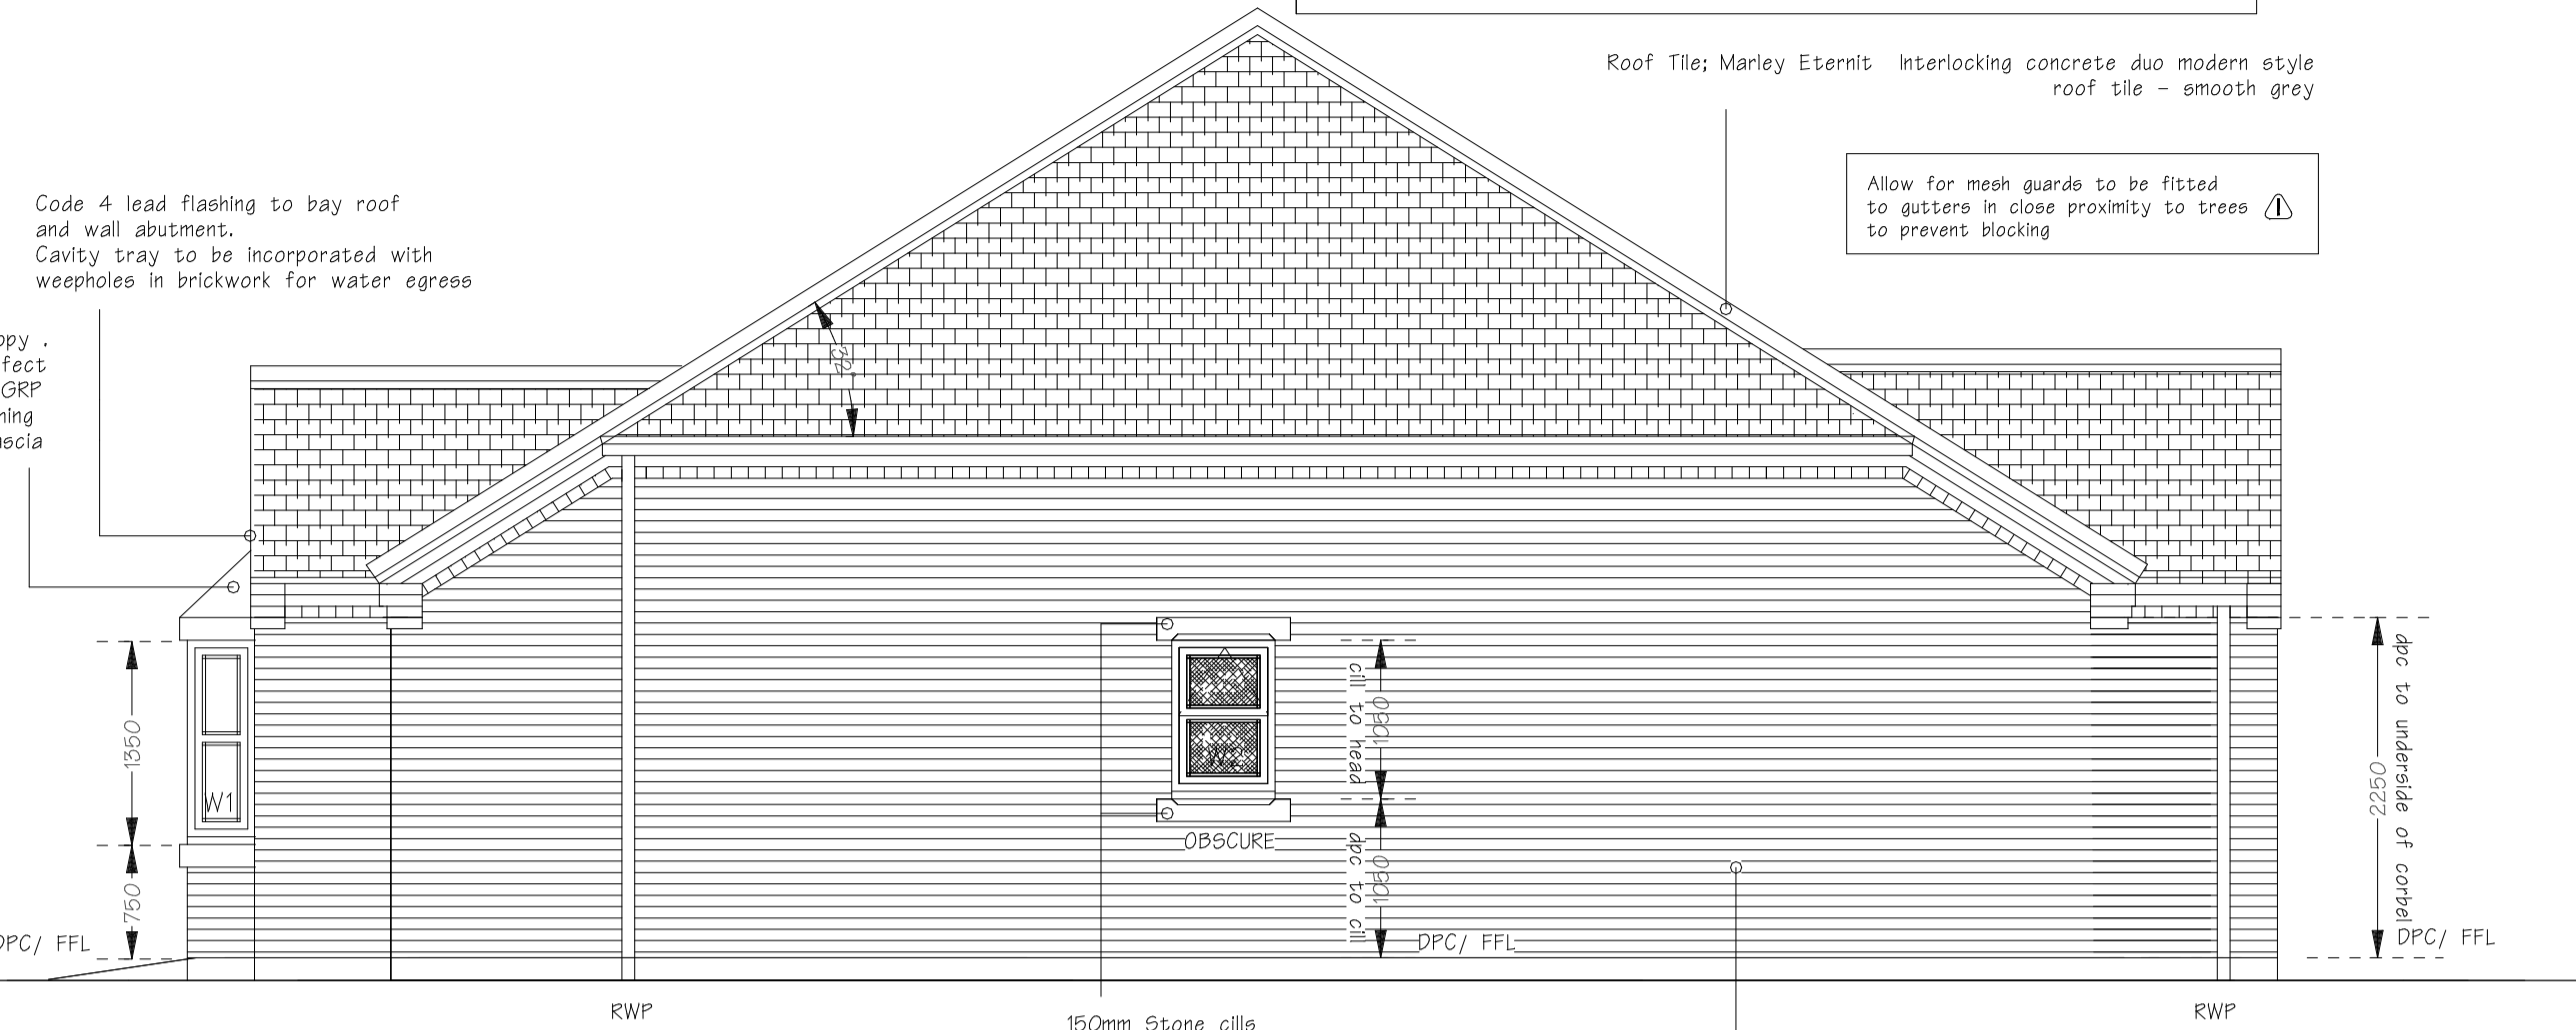 Roof Tile; Marley Eternit Interlocking concrete duo modern style
roof tile - smooth grey
Allow for mesh guards to be fitted
to gutters in close proximity to trees
to prevent blocking
Code 4 lead flashing to bay roof
and wall abutment.
Cavity tray to be incorporated with
weepholes in brickwork for water egress
GRP
32°
1350
W1
750
DPC/ FFL
W2
OBSCURE
cill to head
1050
dpc to cill
1050
DPC/ FFL
2250
dpc to underside of corbel
DPC/ FFL
RWP
150mm Stone cills
RWP